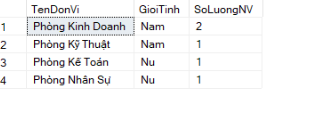 TenDonVi GioiTinh SoLuongNV
1 Phòng Kinh Doanh Nam 2
2 Phòng Kỹ Thuật Nam 1
3 Phòng Kế Toán Nu 1
4 Phòng Nhân Sự Nu 1